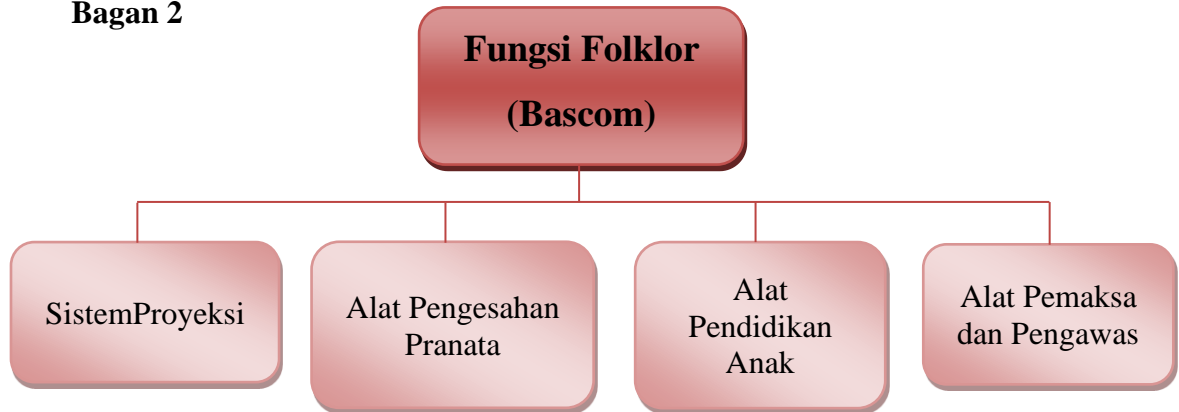 Bagan 2
Fungsi Folklor
(Bascom)
SistemProyeksi
Alat Pengesahan
Pranata
Alat
Pendidikan
Anak
Alat Pemaksa
dan Pengawas